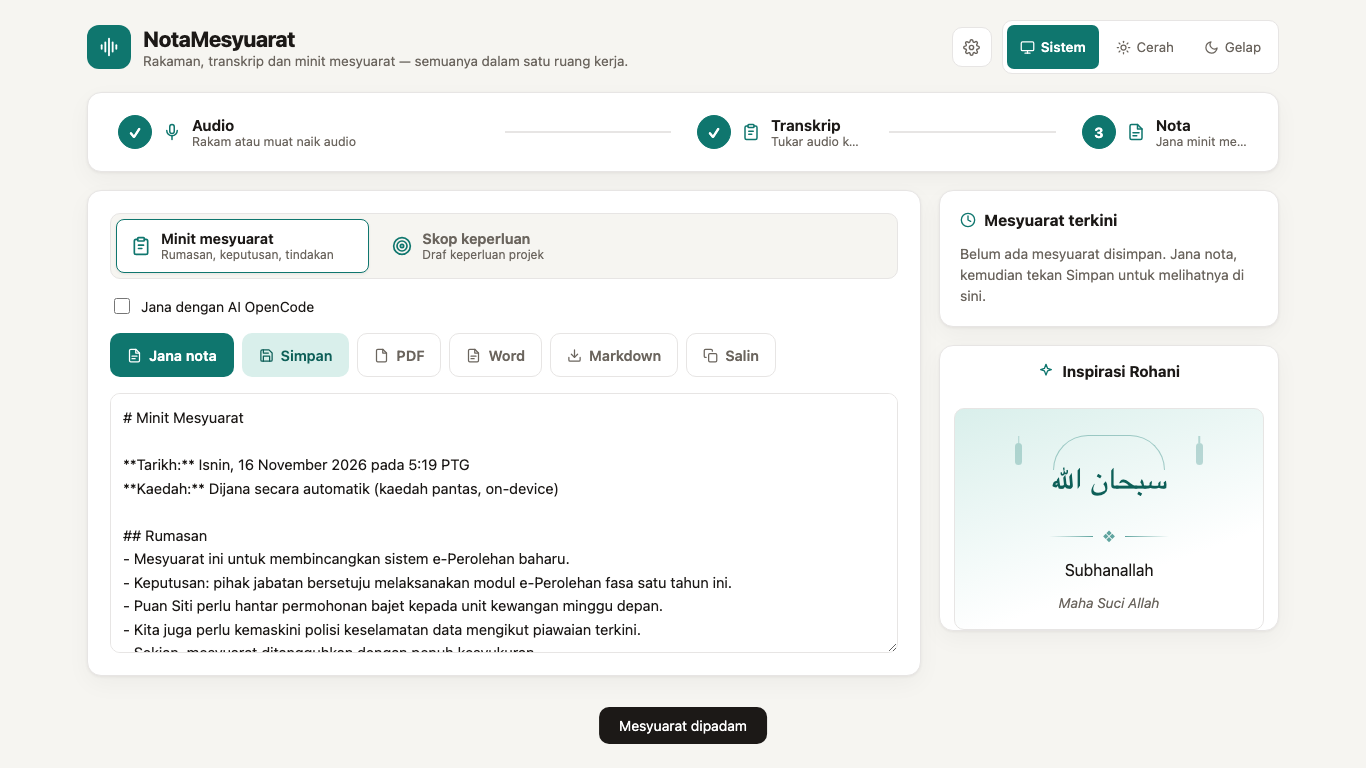 NotaMesyuarat
Rakaman, transkrip dan minit mesyuarat — semuanya dalam satu ruang kerja.
Sistem
Cerah
Gelap
Audio
Rakam atau muat naik audio
Transkrip
Tukar audio k...
3
Nota
Jana minit me...
Minit mesyuarat
Rumasan, keputusan, tindakan
Skop keperluan
Draf keperluan projek
Jana dengan AI OpenCode
Jana nota
Simpan
PDF
Word
Markdown
Salin
# Minit Mesyuarat
**Tarikh:** Isnin, 16 November 2026 pada 5:19 PTG
**Kaedah:** Dijana secara automatik (kaedah pantas, on-device)
## Rumasan
- Mesyuarat ini untuk membincangkan sistem e-Perolehan baharu.
- Keputusan: pihak jabatan bersetuju melaksanakan modul e-Perolehan fasa satu tahun ini.
- Puan Siti perlu hantar permohonan bajet kepada unit kewangan minggu depan.
- Kita juga perlu kemaskini polisi keselamatan data mengikut piawaian terkini.
- Sekian, mesyuarat ditangguhkan dengan penuh kesyukuran.
Mesyuarat terkini
Belum ada mesyuarat disimpan. Jana nota,
kemudian tekan Simpan untuk melihatnya di
sini.
Inspirasi Rohani
سبحان الله
Subhanallah
Maha Suci Allah
Mesyuarat dipadam